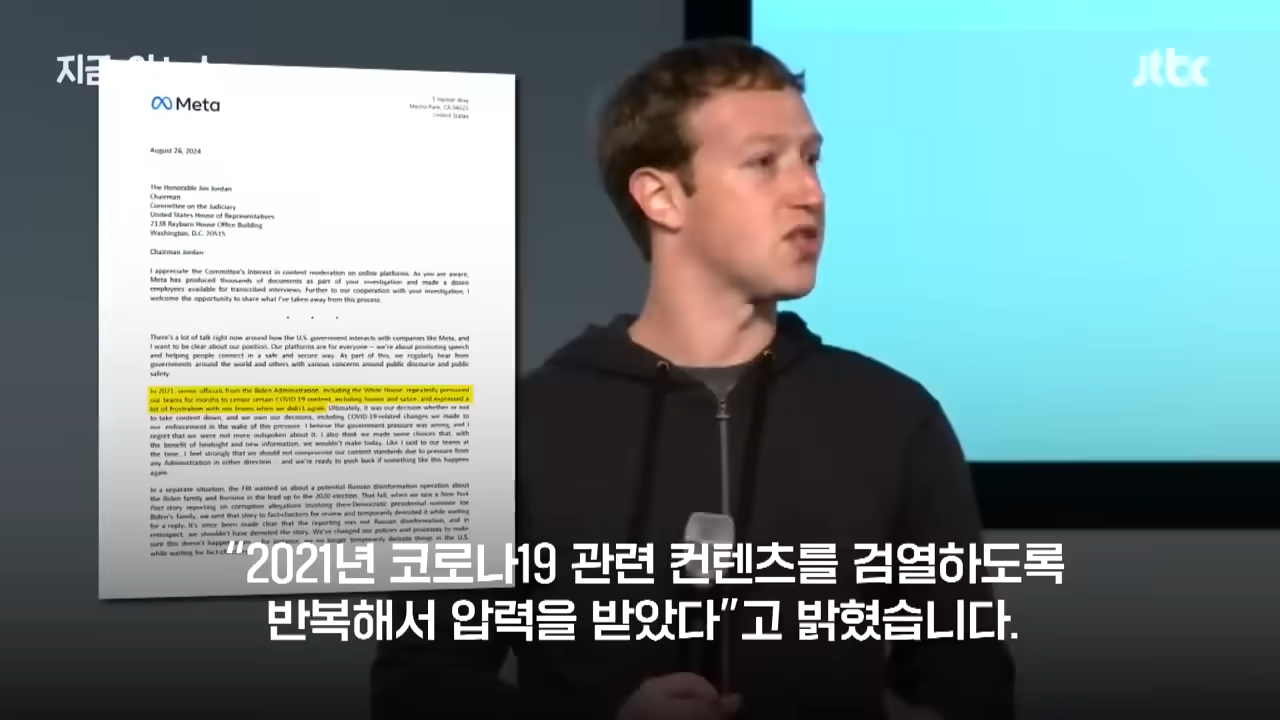 지금
jtbc
Meta
1 Hacker Way
Menlo Park, CA 94025
United States
August 26, 2024
The Honorable Jim Jordan
Chairman
Committee on the Judiciary
United States House of Representatives
2138 Rayburn House Office Building
Washington, D.C. 20515
Chairman Jordan:
I appreciate the Committee's interest in content moderation on online platforms. As you are aware,
Meta has produced thousands of documents as part of your investigation and made a dozen
employees available for transcribed interviews. Further to our cooperation with your investigation, I
welcome the opportunity to share what I've taken away from this process.
• • •
There's a lot of talk right now around how the U.S. government interacts with companies like Meta, and
I want to be clear about our position. Our platforms are for everyone – we're about promoting speech
and helping people connect in a safe and secure way. As part of this, we regularly hear from
governments around the world and others with various concerns around public discourse and public
safety.
In 2021, senior officials from the Biden Administration, including the White House, repeatedly pressured
our teams for months to censor certain COVID-19 content, including humor and satire, and expressed a
lot of frustration with our teams when we didn't agree. Ultimately, it was our decision whether or not
to take content down, and we own our decisions, including COVID-19-related changes we made to
our enforcement in the wake of this pressure. I believe the government pressure was wrong, and I
regret that we were not more outspoken about it. I also think we made some choices that, with
the benefit of hindsight and new information, we wouldn't make today. Like I said to our teams at
the time, I feel strongly that we should not compromise our content standards due to pressure from
any Administration in either direction – and we're ready to push back if something like this happens
again.
In a separate situation, the FBI warned us about a potential Russian disinformation operation about
the Biden family and Burisma in the lead up to the 2020 election. That fall, when we saw a New York
Post story reporting on corruption allegations involving then-Democratic presidential nominee Joe
Biden's family, we sent that story to fact-checkers for review and temporarily demoted it while waiting
for a reply. It's since been made clear that the reporting was not Russian disinformation, and in
retrospect, we shouldn't have demoted the story. We've changed our policies and processes to make
sure this doesn't happen instance, we no longer temporarily demote things in the U.S.
while waiting for
"2021년 코로나19 관련 컨텐츠를 검열하도록
반복해서 압력을 받았다"고 밝혔습니다.